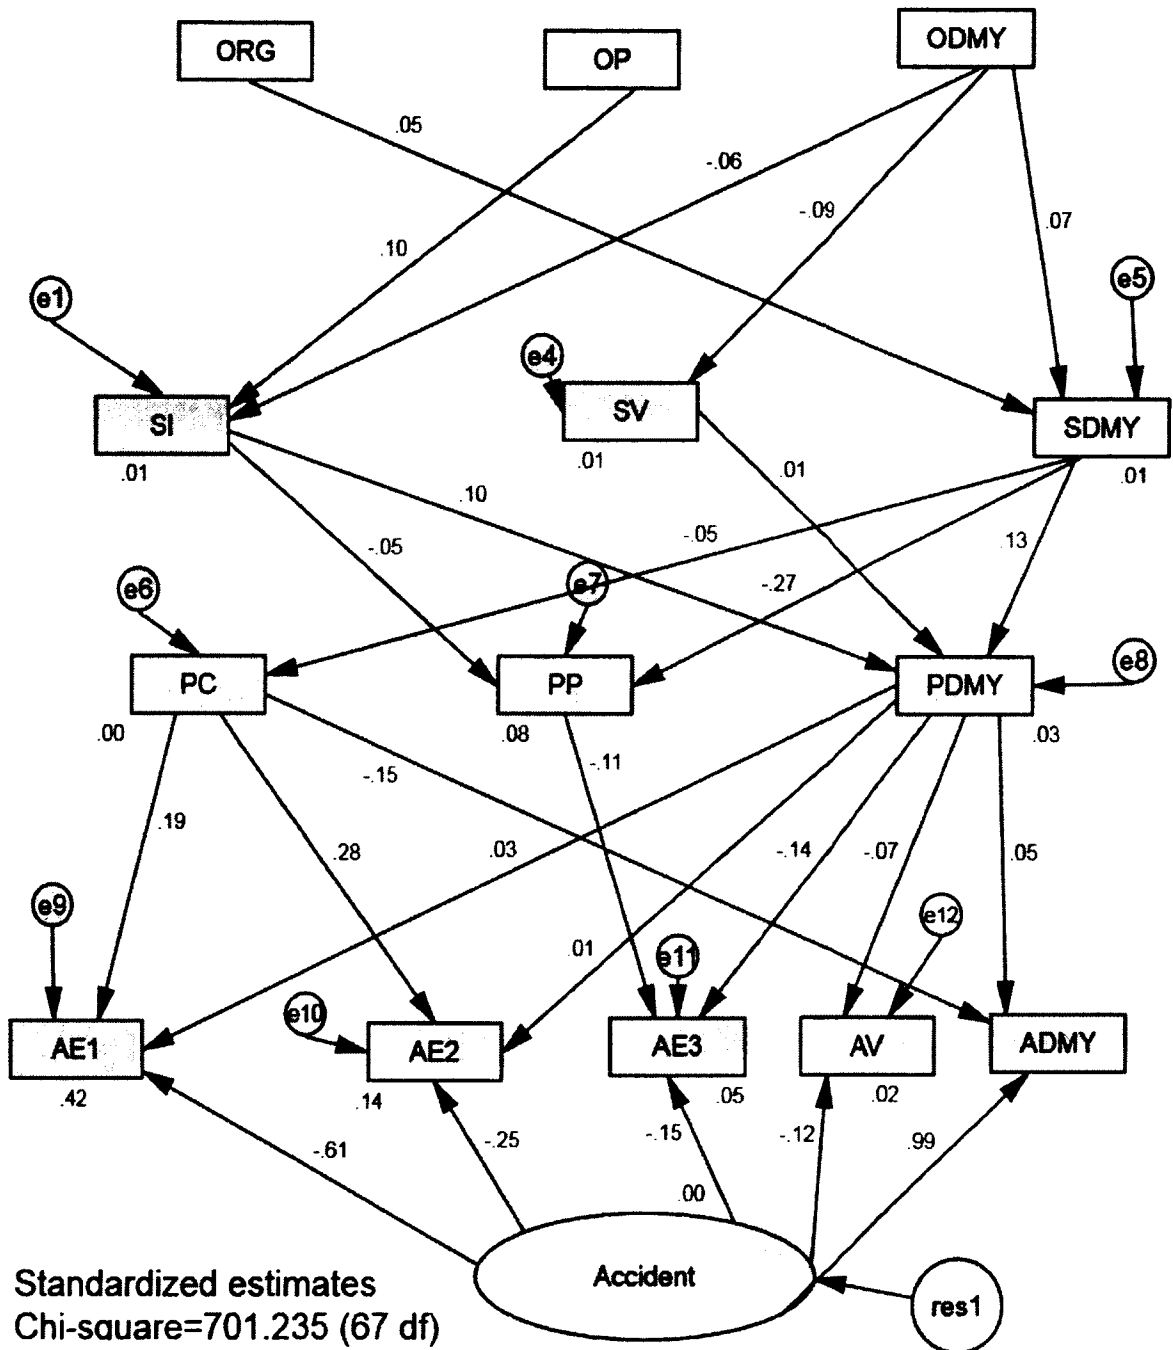 ORG
OP
ODMY
.05
-.06
-.09
.10
.07
e1
e4
e5
SI
SV
SDMY
.01
.01
.01
.01
.10
-.05
-.05
.13
-.27
e6
e7
e8
PC
PP
PDMY
.00
.08
.03
-.11
-.15
.19
.28
.03
-.14
-.07
.05
e9
e12
.01
e11
e10
AE1
AE2
AE3
AV
ADMY
.42
.14
.05
.02
-.61
-.25
-.15
-.12
.99
.00
Accident
res1
Standardized estimates
Chi-square=701.235 (67 df)